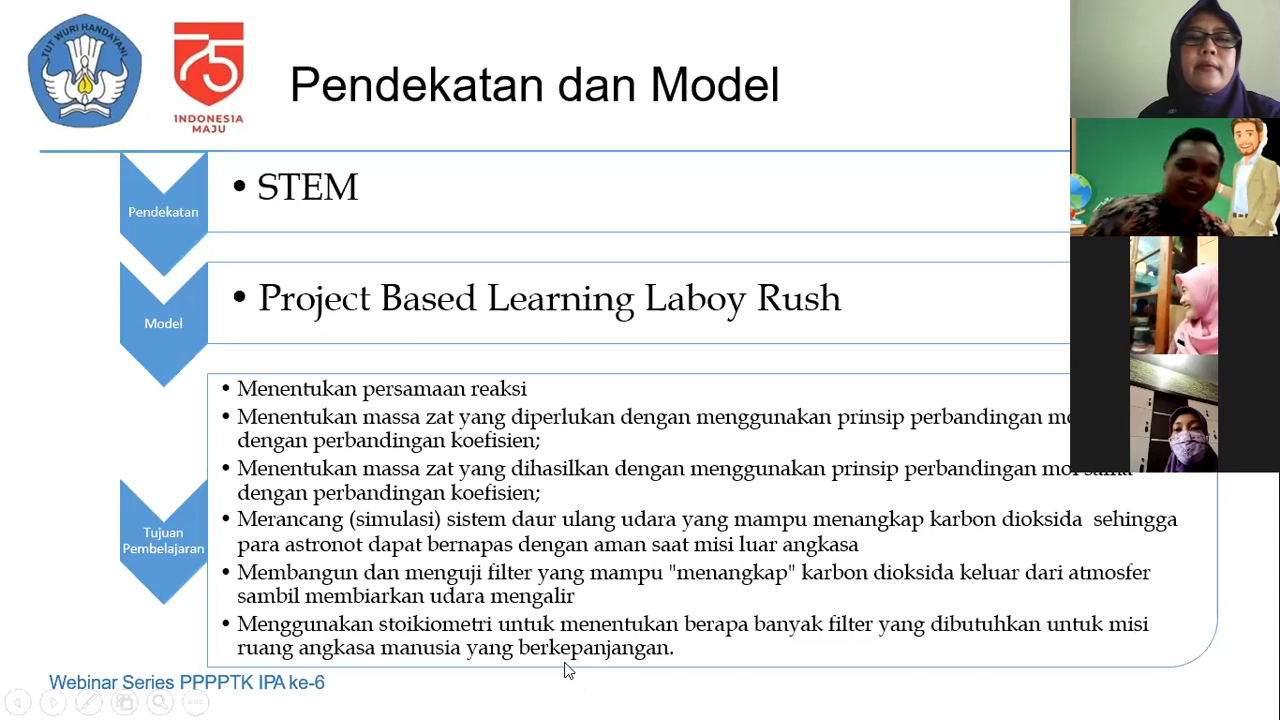 TUT WURI HANDAYANI
75
INDONESIA
MAJU
Pendekatan dan Model
Pendekatan
• STEM
Model
• Project Based Learning Laboy Rush
Tujuan
Pembelajaran
• Menentukan persamaan reaksi
• Menentukan massa zat yang diperlukan dengan menggunakan prinsip perbandingan
dengan perbandingan koefisien;
• Menentukan massa zat yang dihasilkan dengan menggunakan prinsip perbandingan mol sama
dengan perbandingan koefisien;
• Merancang (simulasi) sistem daur ulang udara yang mampu menangkap karbon dioksida sehingga
para astronot dapat bernapas dengan aman saat misi luar angkasa
• Membangun dan menguji filter yang mampu "menangkap" karbon dioksida keluar dari atmosfer
sambil membiarkan udara mengalir
• Menggunakan stoikiometri untuk menentukan berapa banyak filter yang dibutuhkan untuk misi
ruang angkasa manusia yang berkepanjangan.
Webinar Series PPPPTK IPA ke-6